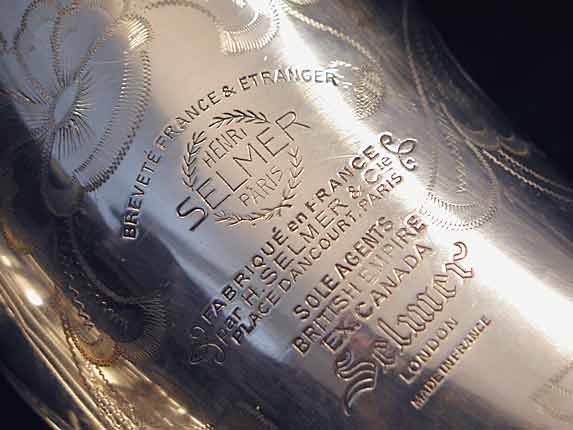 BREVETÉ FRANCE & ETRANGER
HENRI
SELMER
PARIS
FABRIQUÉ en FRANCE
par H. SELMER & Cie
PLACE DANCOURT, PARIS
SOLE AGENTS
BRITISH EMPIRE
EX. CANADA
Selmer
LONDON
MADE IN FRANCE